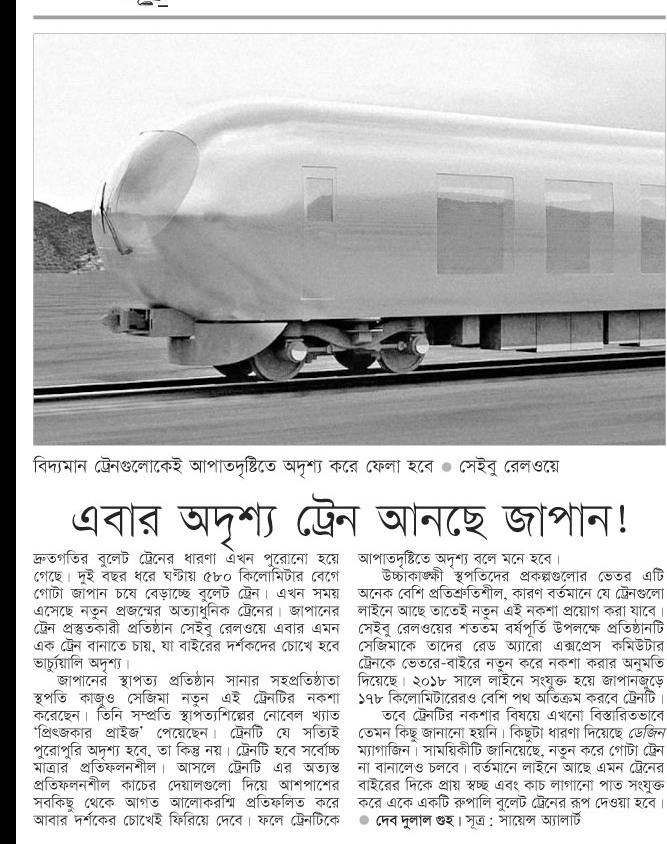 বিদ্যমান ট্রেনগুলোকেই আপাতদৃষ্টিতে অদৃশ্য করে ফেলা হবে ● সেইবু রেলওয়ে
এবার অদৃশ্য ট্রেন আনছে জাপান!
দ্রুতগতির বুলেট ট্রেনের ধারণা এখন পুরোনো হয়ে
গেছে। দুই বছর ধরে ঘণ্টায় ৫৮০ কিলোমিটার বেগে
গোটা জাপান চষে বেড়াচ্ছে বুলেট ট্রেন। এখন সময়
এসেছে নতুন প্রজন্মের অত্যাধুনিক ট্রেনের। জাপানের
ট্রেন প্রস্তুতকারী প্রতিষ্ঠান সেইবু রেলওয়ে এবার এমন
এক ট্রেন বানাতে চায়, যা বাইরের দর্শকদের চোখে হবে
ভার্চুয়ালি অদৃশ্য।
জাপানের স্থাপত্য প্রতিষ্ঠান সানার সহপ্রতিষ্ঠাতা
স্থপতি কাজুও সেজিমা নতুন এই ট্রেনটির নকশা
করেছেন। তিনি সম্প্রতি স্থাপত্যশিল্পের নোবেল খ্যাত
‘প্রিৎজকার প্রাইজ’ পেয়েছেন। ট্রেনটি যে সত্যিই
পুরোপুরি অদৃশ্য হবে, তা কিন্তু নয়। ট্রেনটি হবে সর্বোচ্চ
মাত্রার প্রতিফলনশীল। আসলে ট্রেনটি এর অত্যন্ত
প্রতিফলনশীল কাচের দেয়ালগুলো দিয়ে আশপাশের
সবকিছু থেকে আগত আলোকরশ্মি প্রতিফলিত করে
আবার দর্শকের চোখেই ফিরিয়ে দেবে। ফলে ট্রেনটিকে
আপাতদৃষ্টিতে অদৃশ্য বলে মনে হবে।
উচ্চাকাঙ্ক্ষী স্থপতিদের প্রকল্পগুলোর ভেতর এটি
অনেক বেশি প্রতিশ্রুতিশীল, কারণ বর্তমানে যে ট্রেনগুলো
লাইনে আছে তাতেই নতুন এই নকশা প্রয়োগ করা যাবে।
সেইবু রেলওয়ের শততম বর্ষপূর্তি উপলক্ষে প্রতিষ্ঠানটি
সেজিমাকে তাদের রেড অ্যারো এক্সপ্রেস কমিউটার
ট্রেনকে ভেতরে-বাইরে নতুন করে নকশা করার অনুমতি
দিয়েছে। ২০১৮ সালে লাইনে সংযুক্ত হয়ে জাপানজুড়ে
১৭৮ কিলোমিটারেরও বেশি পথ অতিক্রম করবে ট্রেনটি।
তবে ট্রেনটির নকশার বিষয়ে এখনো বিস্তারিতভাবে
তেমন কিছু জানানো হয়নি। কিছুটা ধারণা দিয়েছে ডেজিন
ম্যাগাজিন। সাময়িকীটি জানিয়েছে, নতুন করে গোটা ট্রেন
না বানালেও চলবে। বর্তমানে লাইনে আছে এমন ট্রেনের
বাইরের দিকে প্রায় স্বচ্ছ এবং কাচ লাগানো পাত সংযুক্ত
করে একে একটি রুপালি বুলেট ট্রেনের রূপ দেওয়া হবে।
● দেব দুলাল গুহ। সূত্র : সায়েন্স অ্যালার্ট